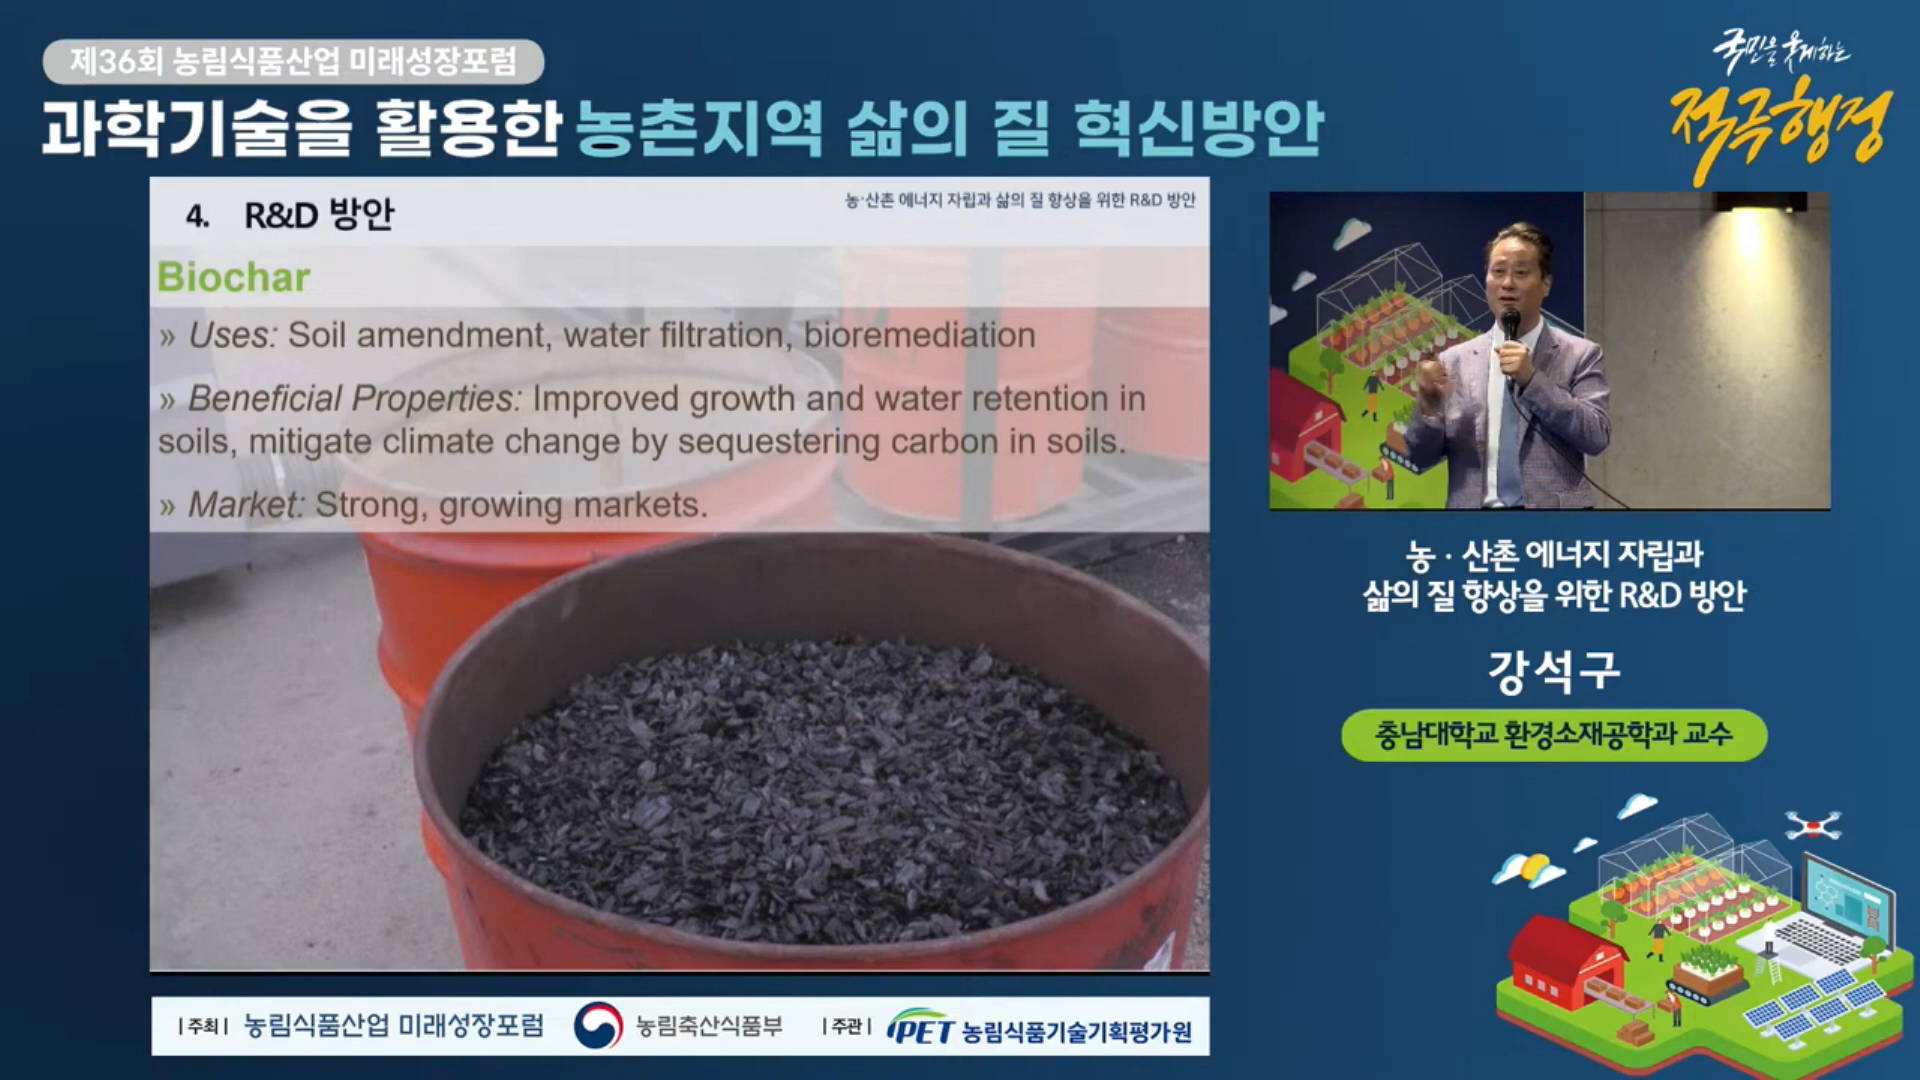 제36회 농림식품산업 미래성장포럼
과학기술을 활용한 농촌지역 삶의 질 혁신방안
국민을 웃게하는
적극행정
4. R&D 방안
농·산촌 에너지 자립과 삶의 질 향상을 위한 R&D 방안
Biochar
» Uses: Soil amendment, water filtration, bioremediation
» Beneficial Properties: Improved growth and water retention in
soils, mitigate climate change by sequestering carbon in soils.
» Market: Strong, growing markets.
농·산촌 에너지 자립과
삶의 질 향상을 위한 R&D 방안
강석구
충남대학교 환경소재공학과 교수
|주최| 농림식품산업 미래성장포럼 농림축산식품부 |주관| iPET 농림식품기술기획평가원